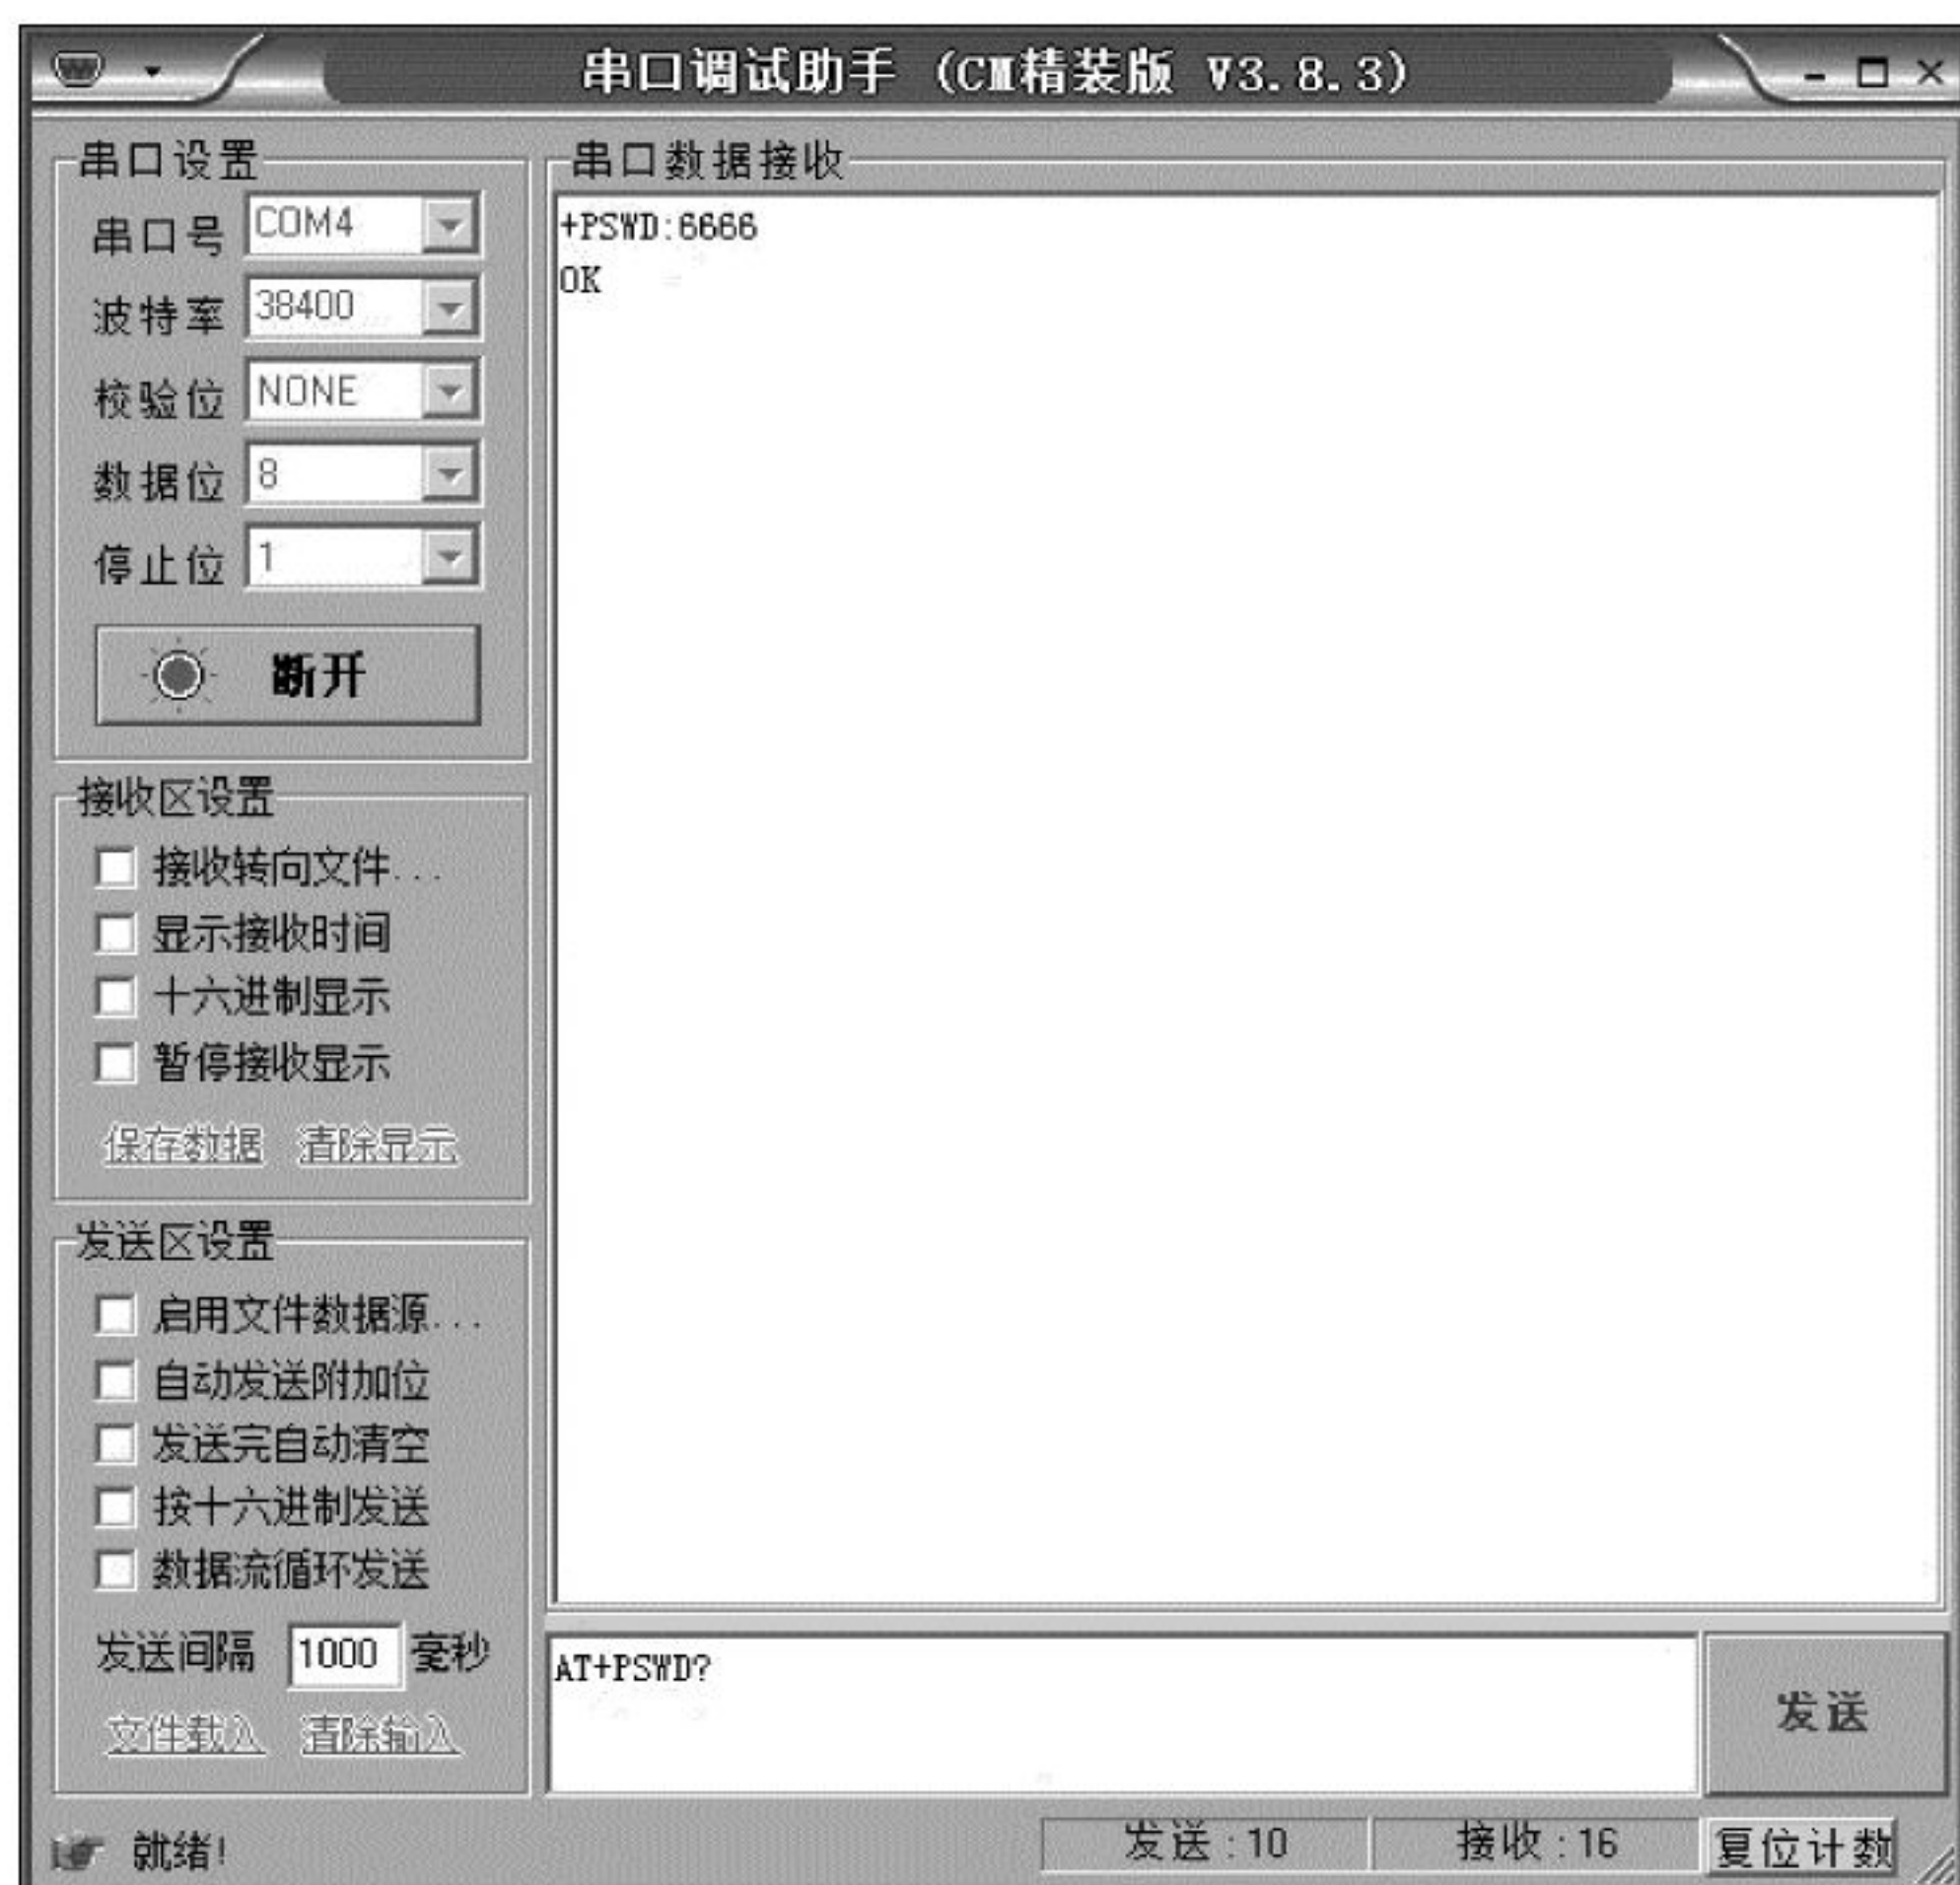 串口调试助手 (CM精装版 V3.8.3)
串口设置
串口号 COM4
波特率 38400
校验位 NONE
数据位 8
停止位 1
断开
接收区设置
接收转向文件...
显示接收时间
十六进制显示
暂停接收显示
保存数据 清除显示
发送区设置
启用文件数据源...
自动发送附加位
发送完自动清空
按十六进制发送
数据流循环发送
发送间隔 1000 毫秒
文件载入 清除输入
串口数据接收
+PSWD:6666
OK
AT+PSWD?
发送
就绪!
发送:10
接收:16
复位计数